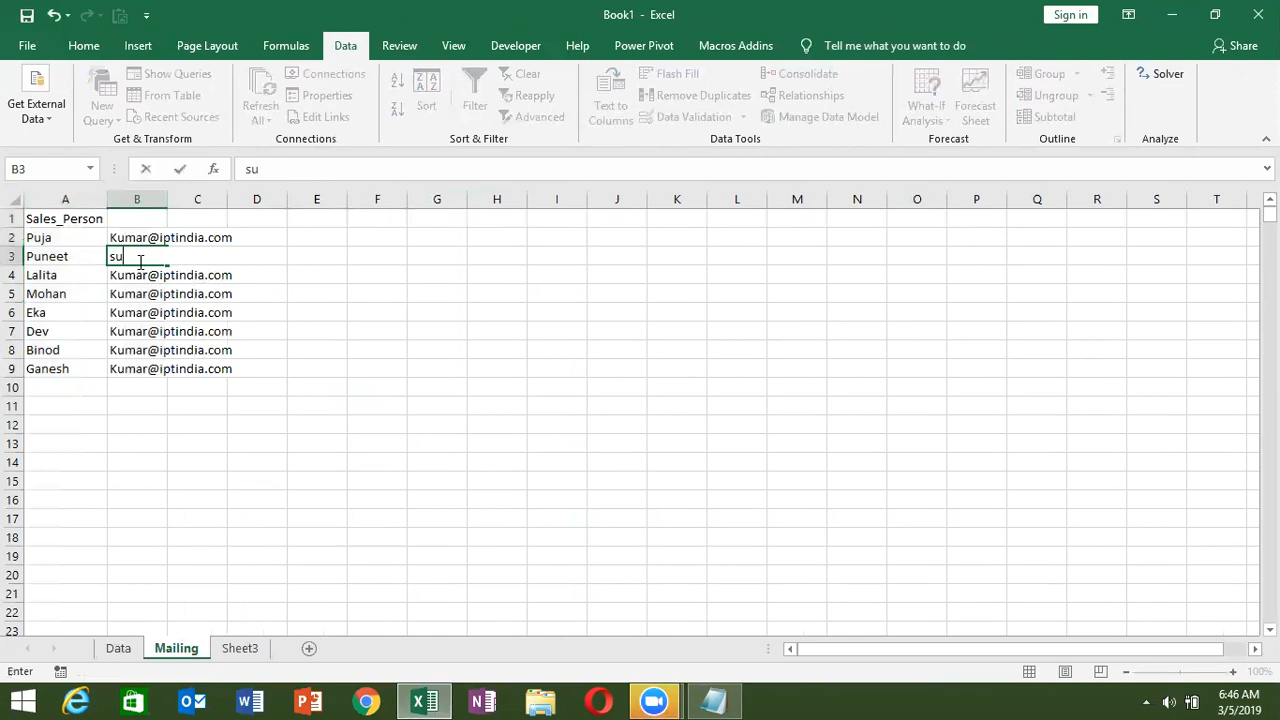 Book1 - Excel
Sign in
File Home Insert Page Layout Formulas Data Review View Developer Help Power Pivot Macros Addins Tell me what you want to do Share
Get External Data
New Query
Show Queries
From Table
Recent Sources
Get & Transform
Refresh All
Connections
Properties
Edit Links
Connections
Sort
Filter
Clear
Reapply
Advanced
Sort & Filter
Text to Columns
Flash Fill
Remove Duplicates
Data Validation
Consolidate
Relationships
Manage Data Model
Data Tools
What-If Analysis
Forecast Sheet
Forecast
Group
Ungroup
Subtotal
Outline
Solver
Analyze
B3 su
A B C D E F G H I J K L M N O P Q R S T
1 Sales_Person
2 Puja Kumar@iptindia.com
3 Puneet su
4 Lalita Kumar@iptindia.com
5 Mohan Kumar@iptindia.com
6 Eka Kumar@iptindia.com
7 Dev Kumar@iptindia.com
8 Binod Kumar@iptindia.com
9 Ganesh Kumar@iptindia.com
10
11
12
13
14
15
16
17
18
19
20
21
22
23
Data Mailing Sheet3
Enter 100%
6:46 AM
3/5/2019